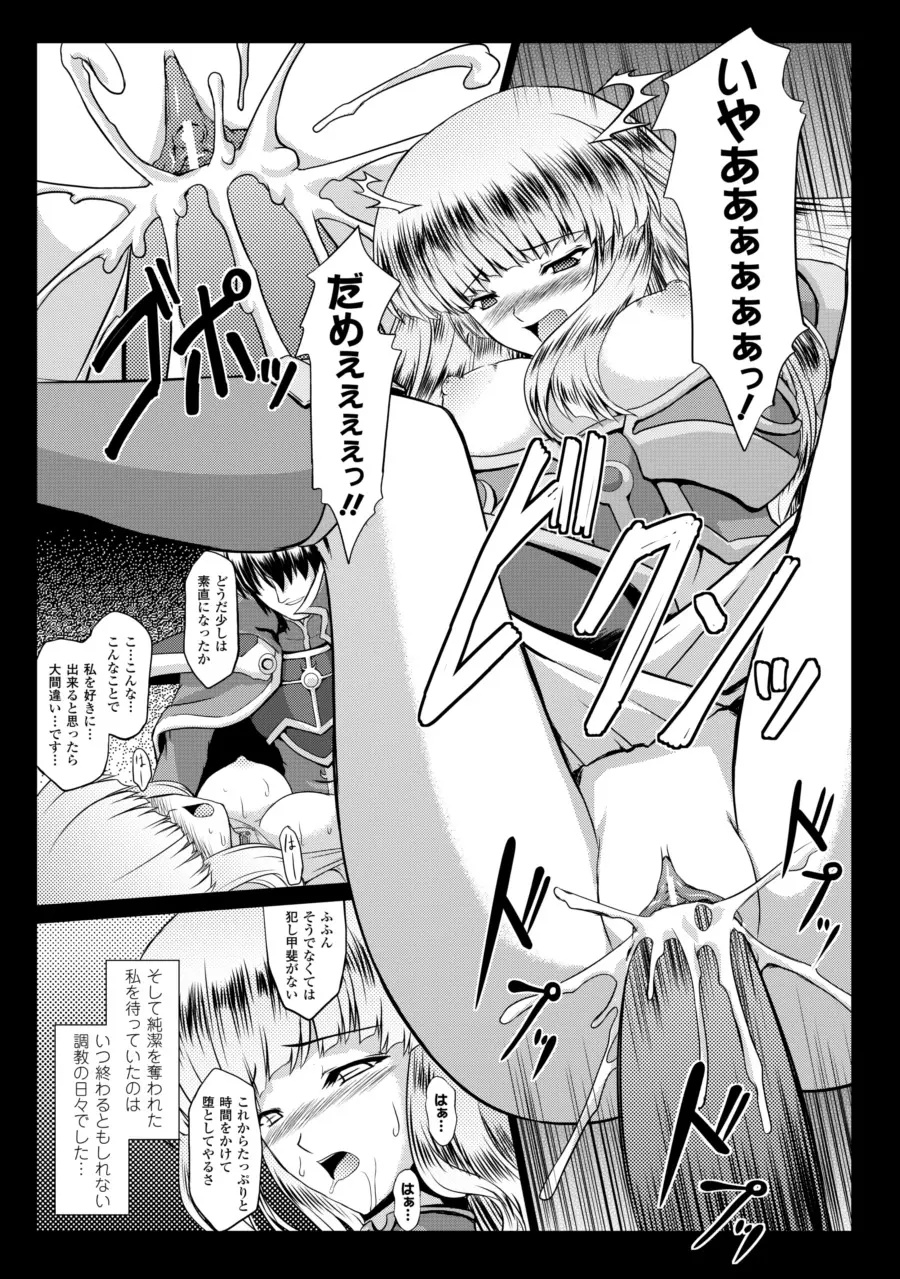 いやあぁぁぁぁぁっ！
だめぇぇぇぇっ!!
ブポッ
ビクンッ
ドプッ
ドプッ
どうだ少しは
素直になったか
こ…こんな…
こんなことで
私を好きに…
出来ると思ったら
大間違い…です…
は
は
ふふん
そうでなくては
犯し甲斐がない
これからたっぷりと
時間をかけて
堕としてやるさ
はぁ…
はぁ…
そして純潔を奪われた
私を待っていたのは
いつ終わるともしれない
調教の日々でした…